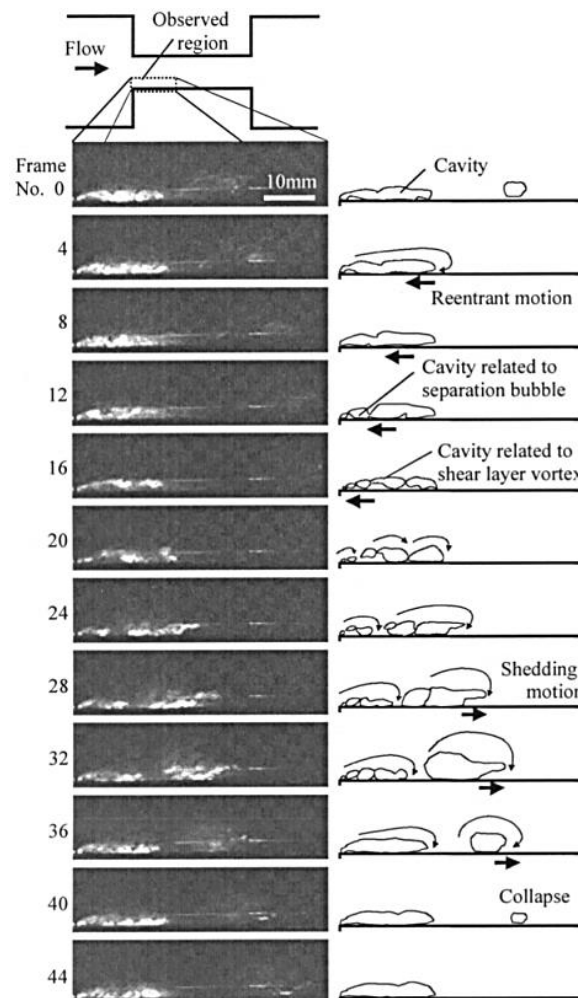 Observed
region
Flow
Frame
No. 0
10mm
Cavity
4
Reentrant motion
8
12
Cavity related to
separation bubble
16
Cavity related to
shear layer vortex
20
24
28
Shedding
motion
32
36
40
Collapse
44